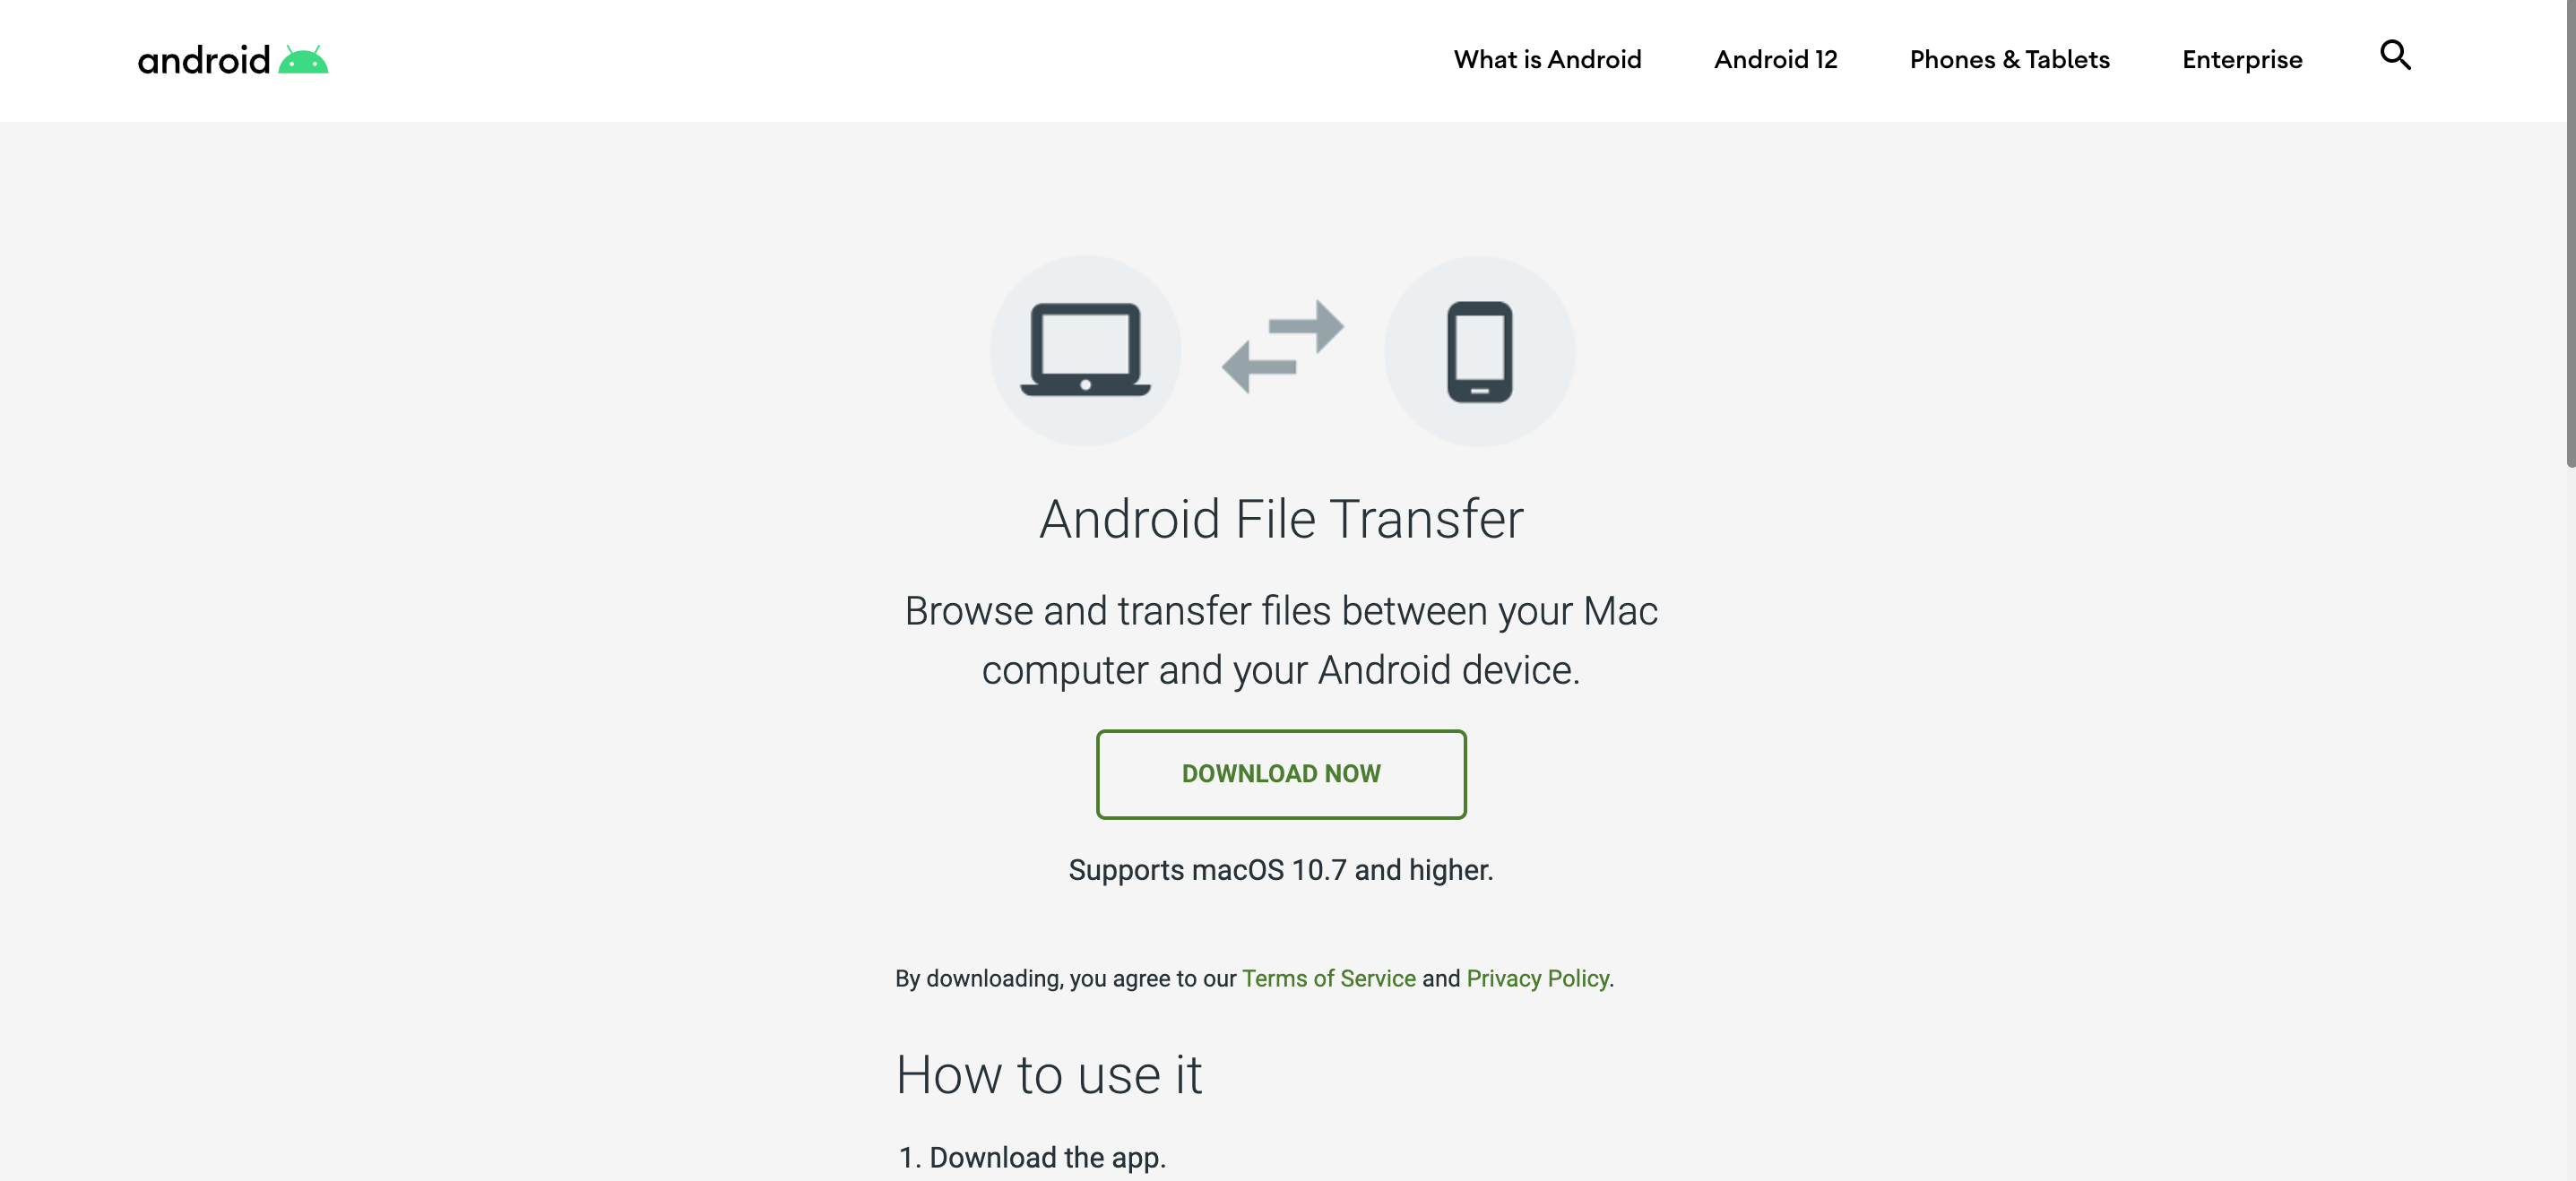 android
What is Android
Android 12
Phones & Tablets
Enterprise
Android File Transfer
Browse and transfer files between your Mac
computer and your Android device.
DOWNLOAD NOW
Supports macOS 10.7 and higher.
By downloading, you agree to our Terms of Service and Privacy Policy.
How to use it
1. Download the app.